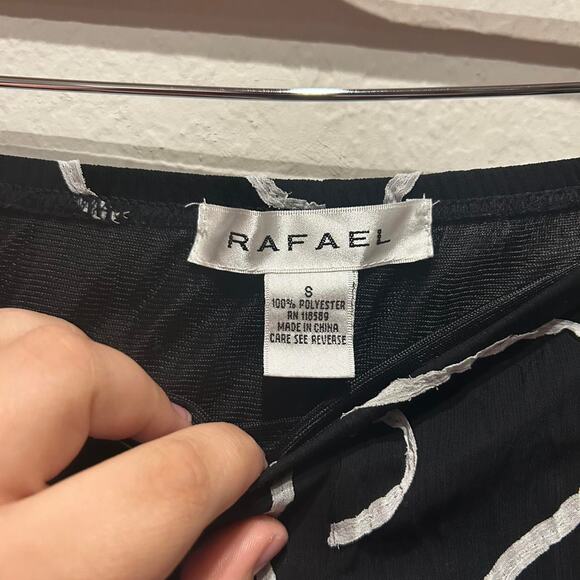 RAFAEL
S
100% POLYESTER
RN 118589
MADE IN CHINA
CARE SEE REVERSE